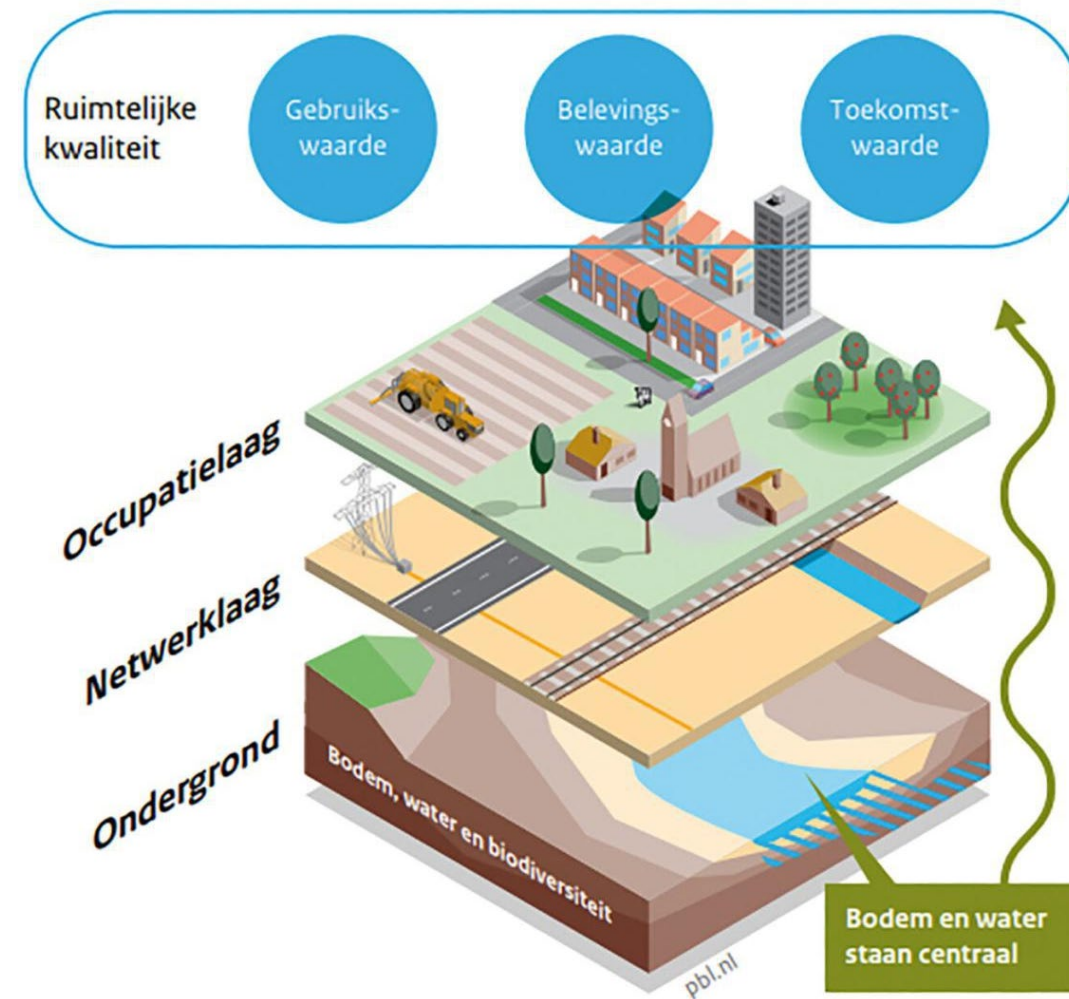 Ruimtelijke
kwaliteit
Gebruiks-
waarde
Belevings-
waarde
Toekomst-
waarde
Occupatielaag
Netwerklaag
Ondergrond
Bodem, water en biodiversiteit
Bodem en water
staan centraal
pbl.nl